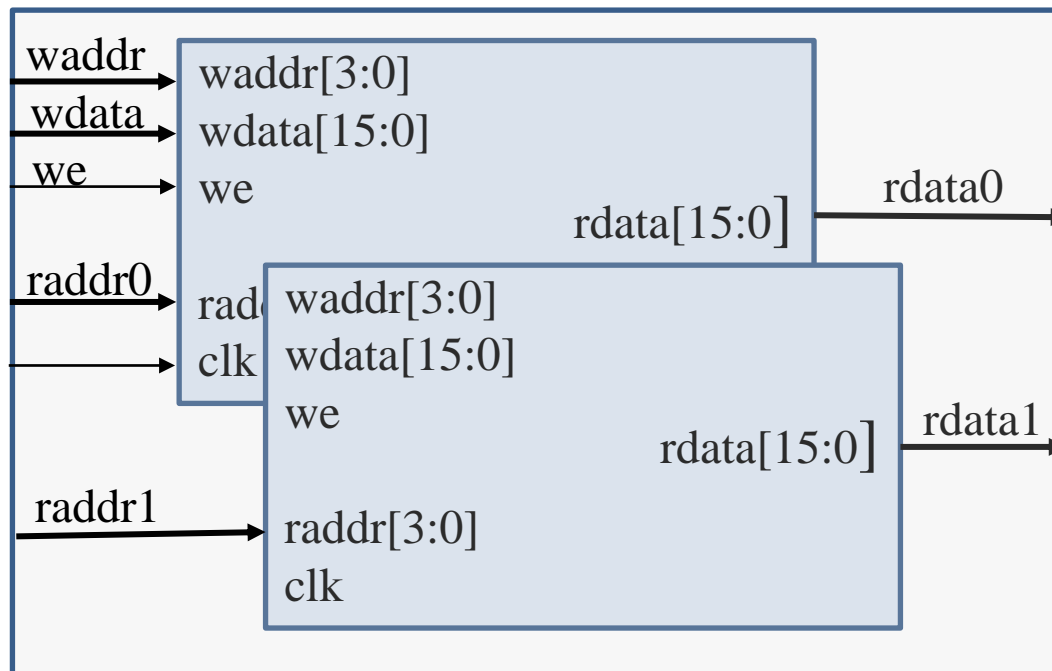 waddr
wdata
we
raddr0
waddr[3:0]
wdata[15:0]
we
rdata[15:0]
clk
rdata0
waddr[3:0]
wdata[15:0]
we
rdata[15:0]
raddr[3:0]
clk
raddr1
rdata1